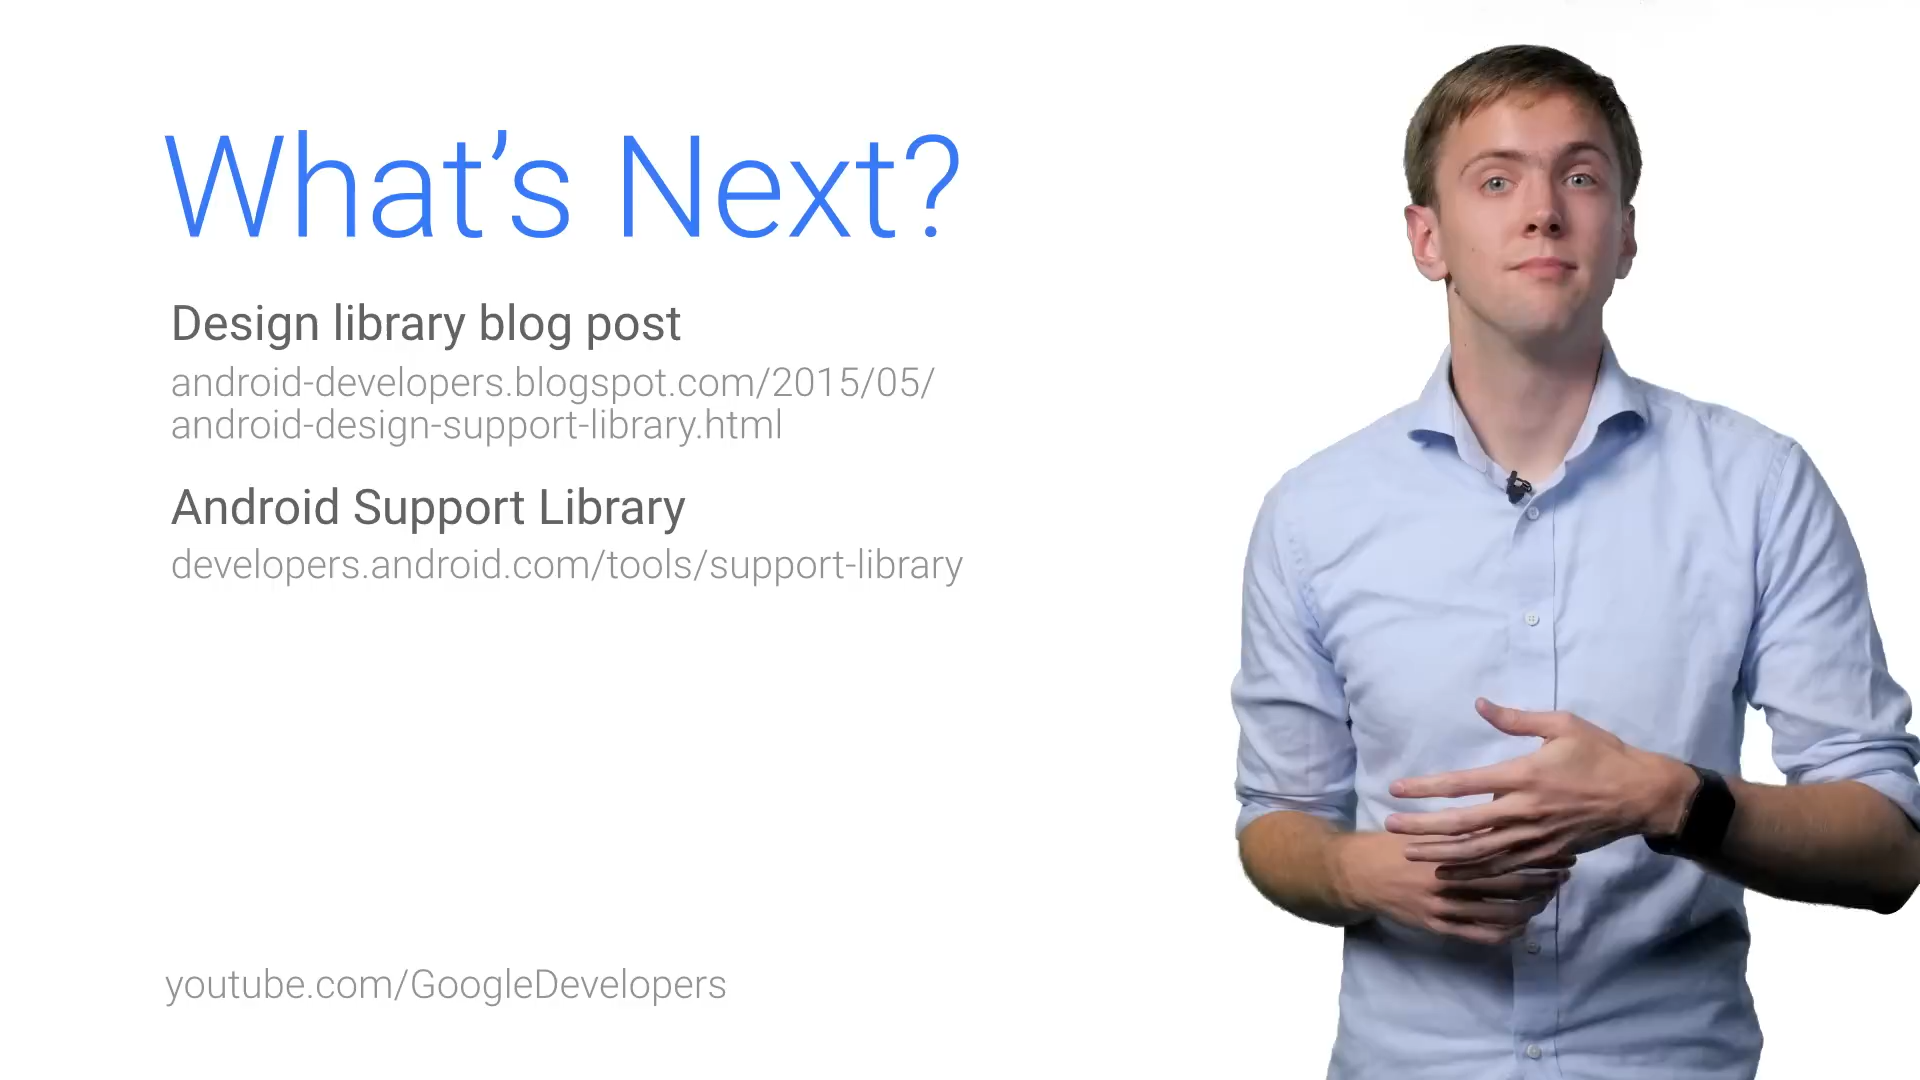 What’s Next?
Design library blog post
android-developers.blogspot.com/2015/05/
android-design-support-library.html
Android Support Library
developers.android.com/tools/support-library
youtube.com/GoogleDevelopers